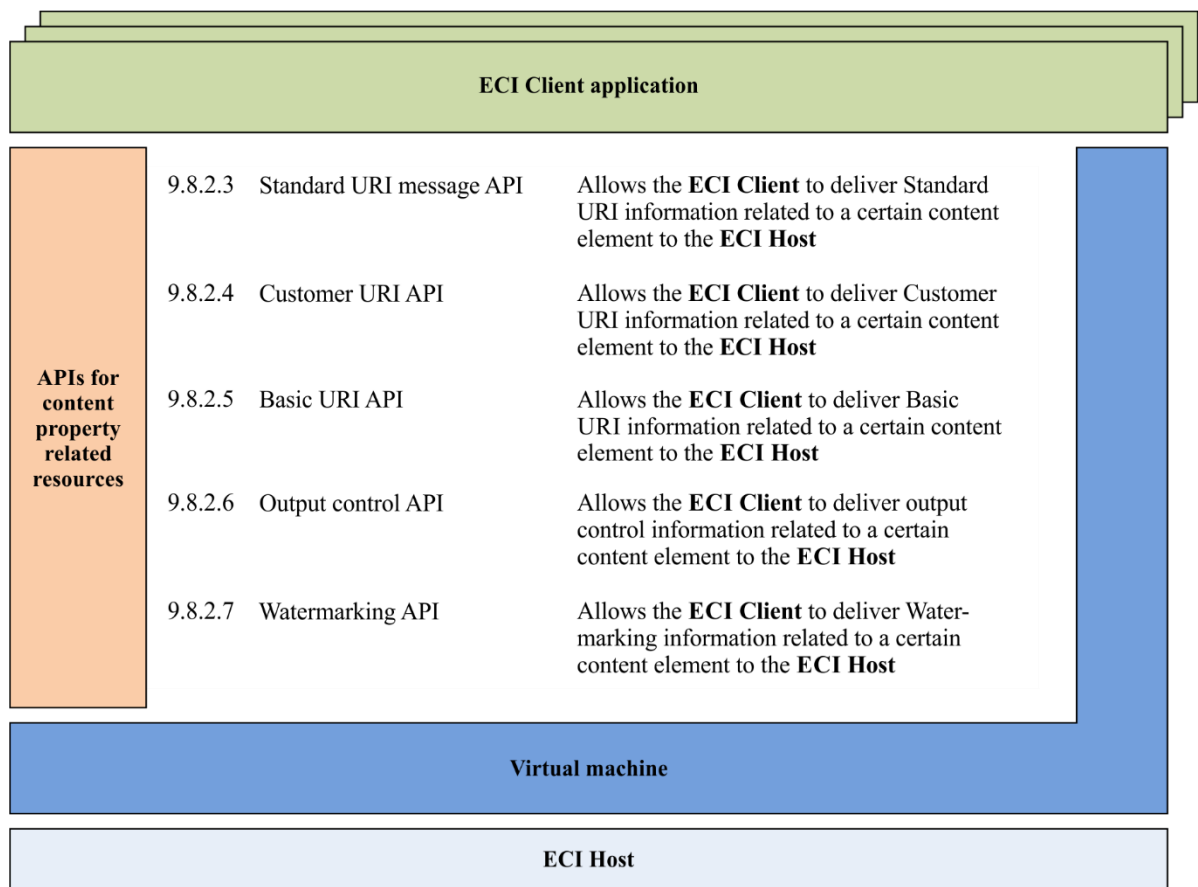 ECI Client application
APIs for
content
property
related
resources
9.8.2.3 Standard URI message API Allows the ECI Client to deliver Standard
URI information related to a certain content
element to the ECI Host
9.8.2.4 Customer URI API Allows the ECI Client to deliver Customer
URI information related to a certain content
element to the ECI Host
9.8.2.5 Basic URI API Allows the ECI Client to deliver Basic
URI information related to a certain content
element to the ECI Host
9.8.2.6 Output control API Allows the ECI Client to deliver output
control information related to a certain
content element to the ECI Host
9.8.2.7 Watermarking API Allows the ECI Client to deliver Water-
marking information related to a certain
content element to the ECI Host
Virtual machine
ECI Host